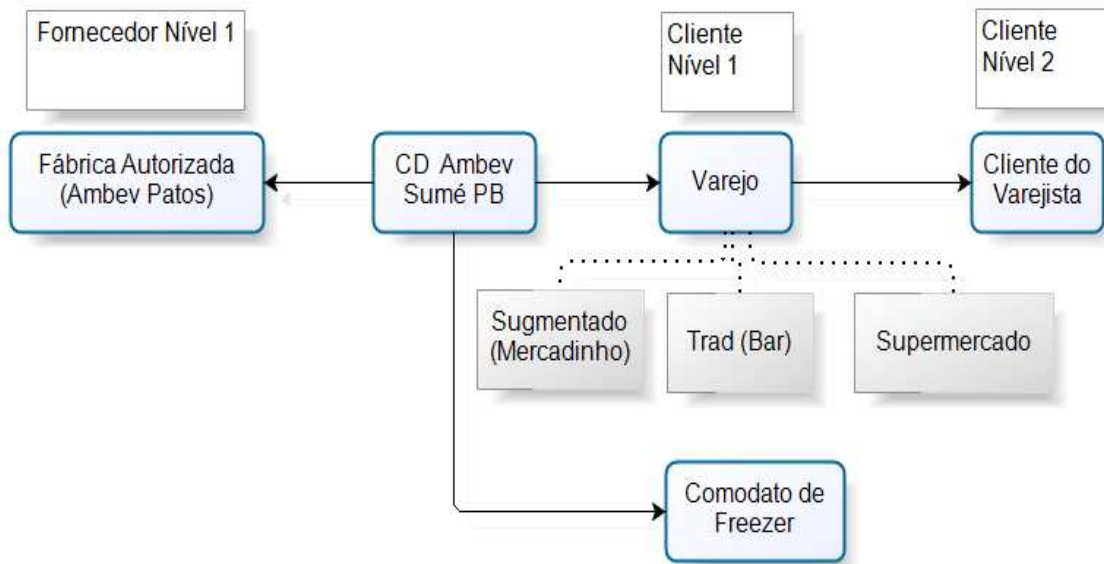 Fornecedor Nível 1
Cliente
Nível 1
Cliente
Nível 2
Fábrica Autorizada
(Ambev Patos)
CD Ambev
Sumé PB
Varejo
Cliente do
Varejista
Sugmentado
(Mercadinho)
Trad (Bar)
Supermercado
Comodato de
Freezer